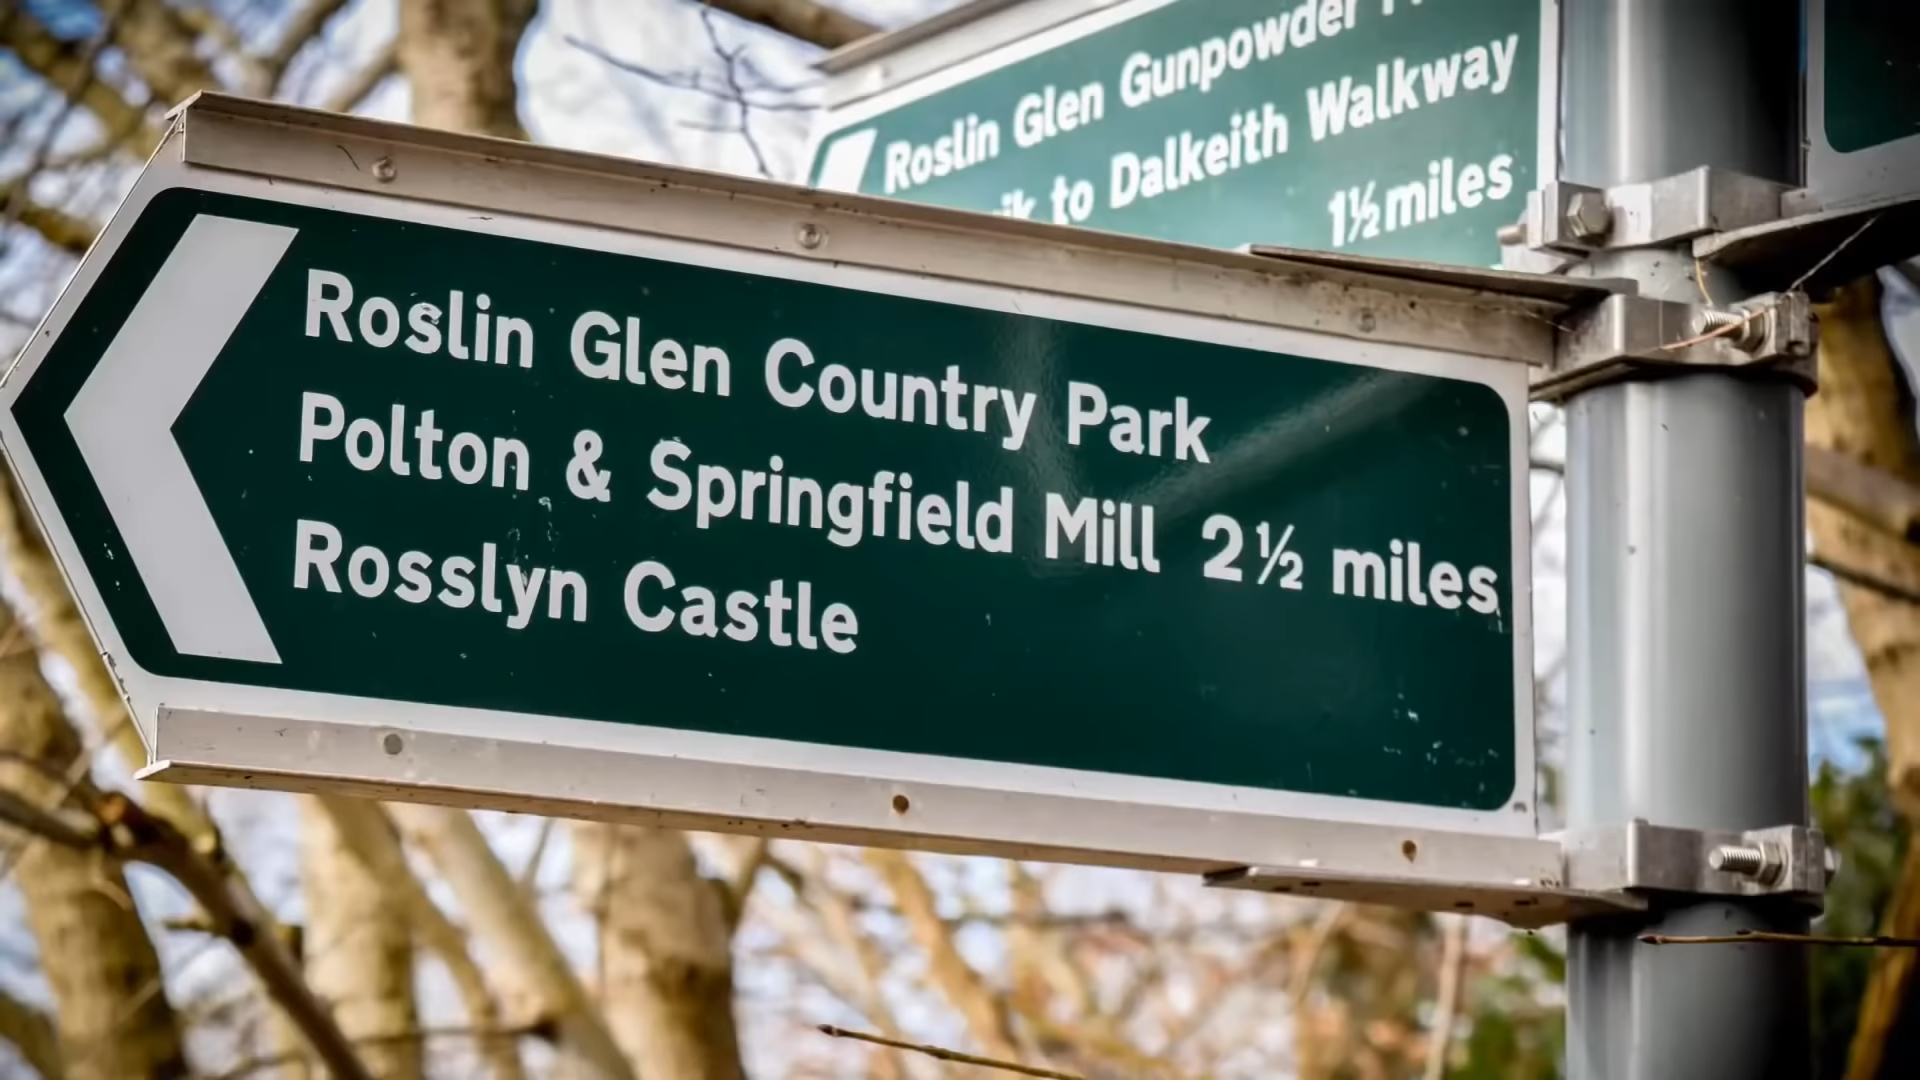 Roslin Glen Gunpowder
to Dalkeith Walkway
1½ miles
Roslin Glen Country Park
Polton & Springfield Mill 2½ miles
Rosslyn Castle